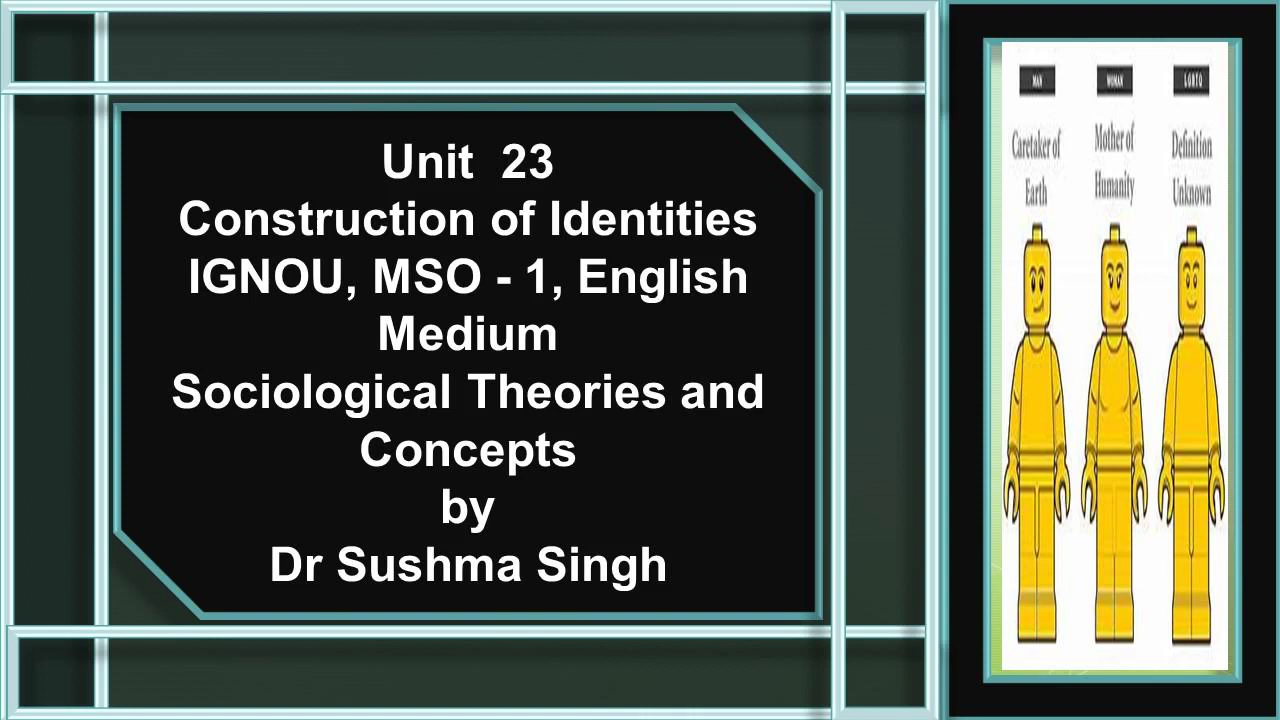 Unit 23
Construction of Identities
IGNOU, MSO - 1, English
Medium
Sociological Theories and
Concepts
by
Dr Sushma Singh
MAN
Caretaker of
Earth
WOMAN
Mother of
Humanity
LGBTQ
Definition
Unknown